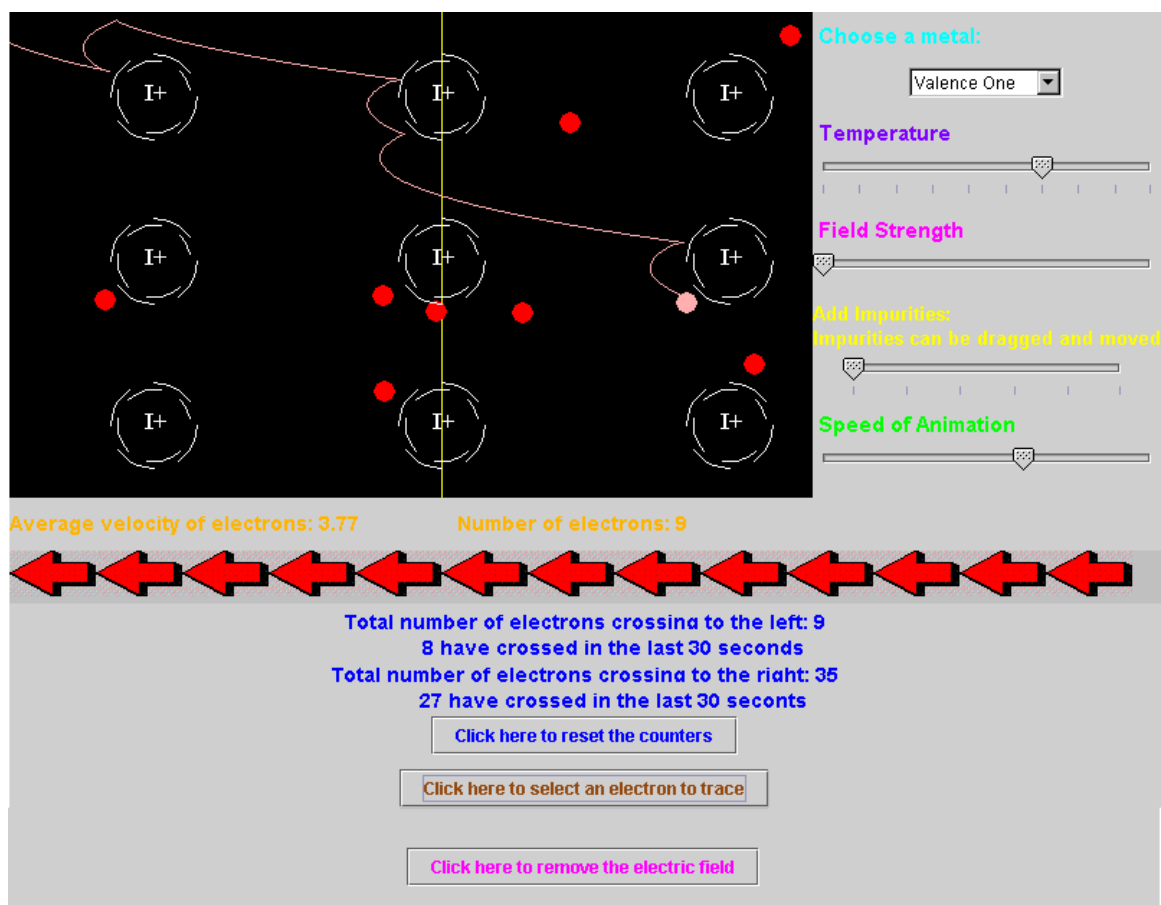 Choose a metal:
I+ I+ I+
Valence One
Temperature
Field Strength
I+ I+ I+
Add Impurities:
Impurities can be dragged and moved
I+ I+ I+
Speed of Animation
Average velocity of electrons: 3.77 Number of electrons: 9
Total number of electrons crossing to the left: 9
8 have crossed in the last 30 seconds
Total number of electrons crossing to the right: 35
27 have crossed in the last 30 seconts
Click here to reset the counters
Click here to select an electron to trace
Click here to remove the electric field